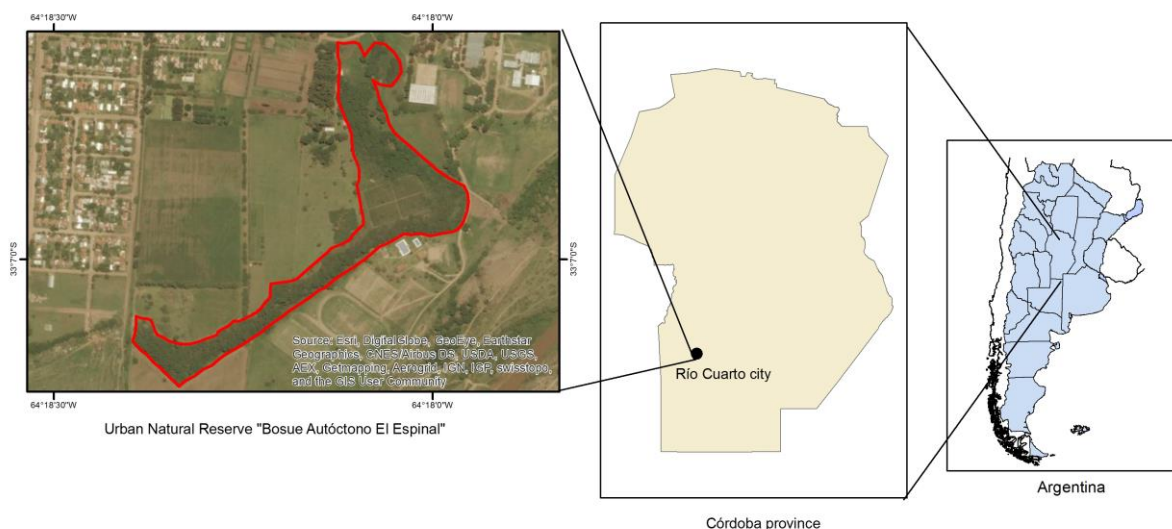 64°18'30"W
64°18'0"W
33°7'0"S
33°7'0"S
Source: Esri, DigitalGlobe, GeoEye, Earthstar
Geographics, CNES/Airbus DS, USDA, USGS,
AEX, Getmapping, Aerogrid, IGN, IGP, swisstopo,
and the GIS User Community
64°18'30"W
64°18'0"W
Urban Natural Reserve "Bosue Autóctono El Espinal"
Río Cuarto city
Córdoba province
Argentina